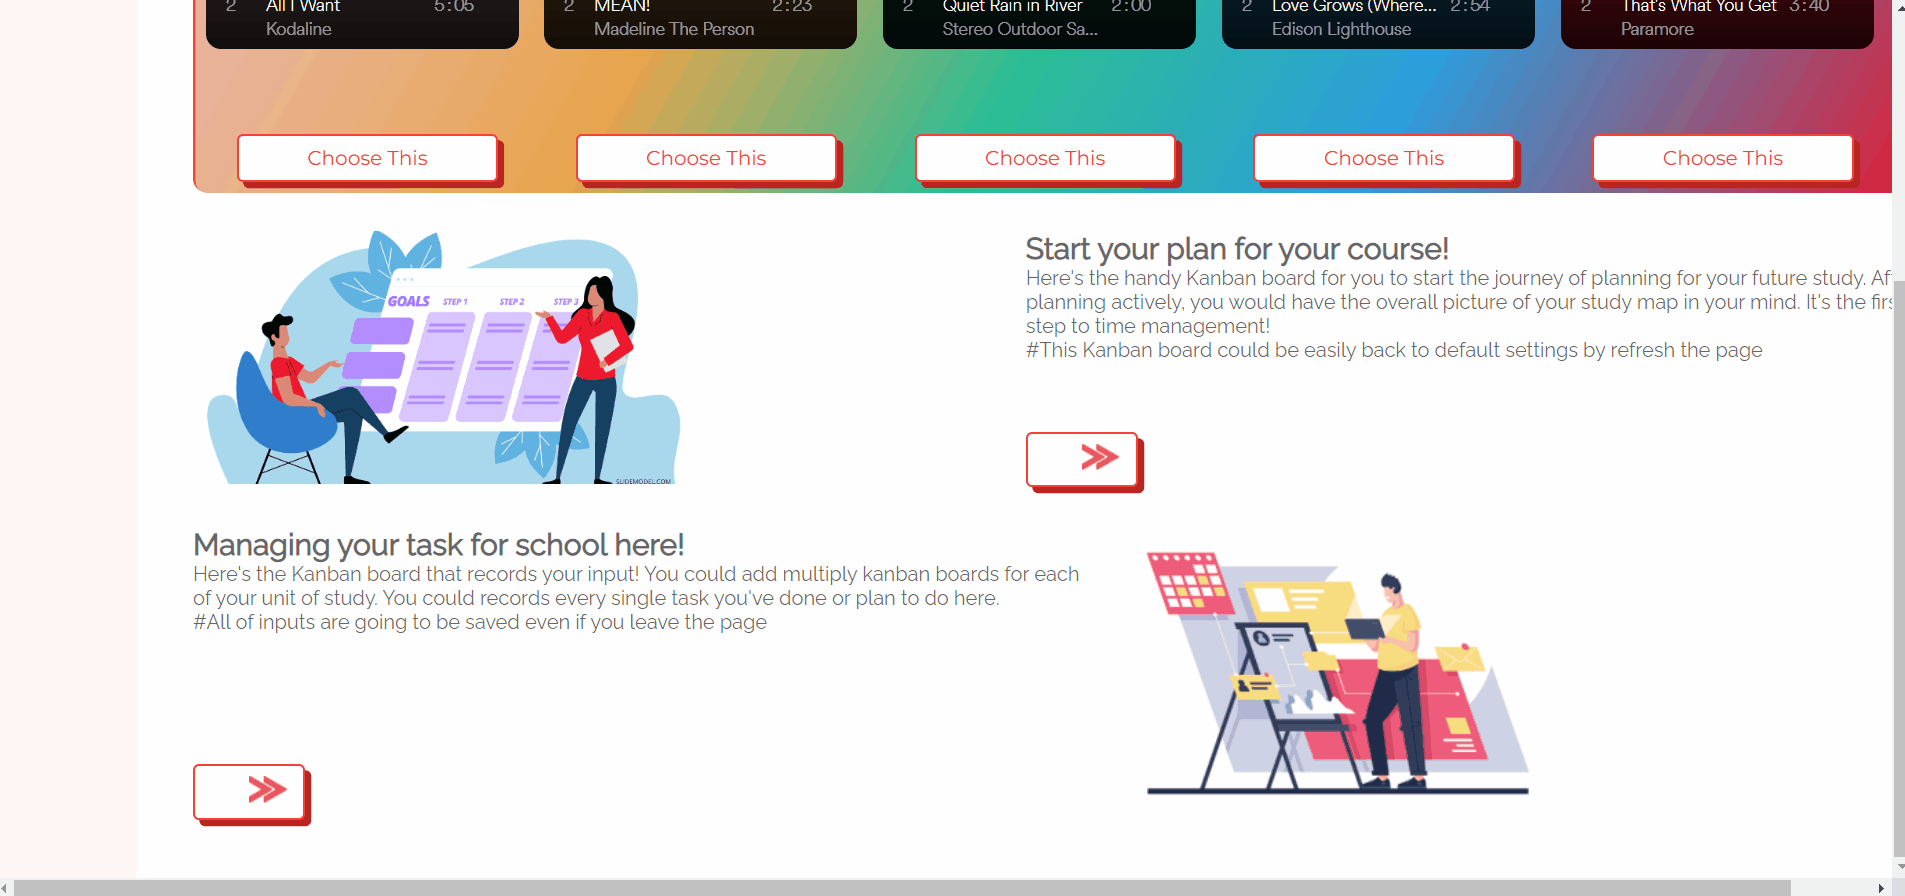 2 All I Want 5:05
Kodaline
2 MEAN! 2:23
Madeline The Person
2 Quiet Rain in River 2:00
Stereo Outdoor Sa...
2 Love Grows (Where... 2:54
Edison Lighthouse
2 That's What You Get 3:40
Paramore
Choose This
Choose This
Choose This
Choose This
Choose This
GOALS STEP 1 STEP 2 STEP 3
SLIDEMODEL.COM
Start your plan for your course!
Here's the handy Kanban board for you to start the journey of planning for your future study. Af
planning actively, you would have the overall picture of your study map in your mind. It's the firs
step to time management!
#This Kanban board could be easily back to default settings by refresh the page
Managing your task for school here!
Here's the Kanban board that records your input! You could add multiply kanban boards for each
of your unit of study. You could records every single task you've done or plan to do here.
#All of inputs are going to be saved even if you leave the page